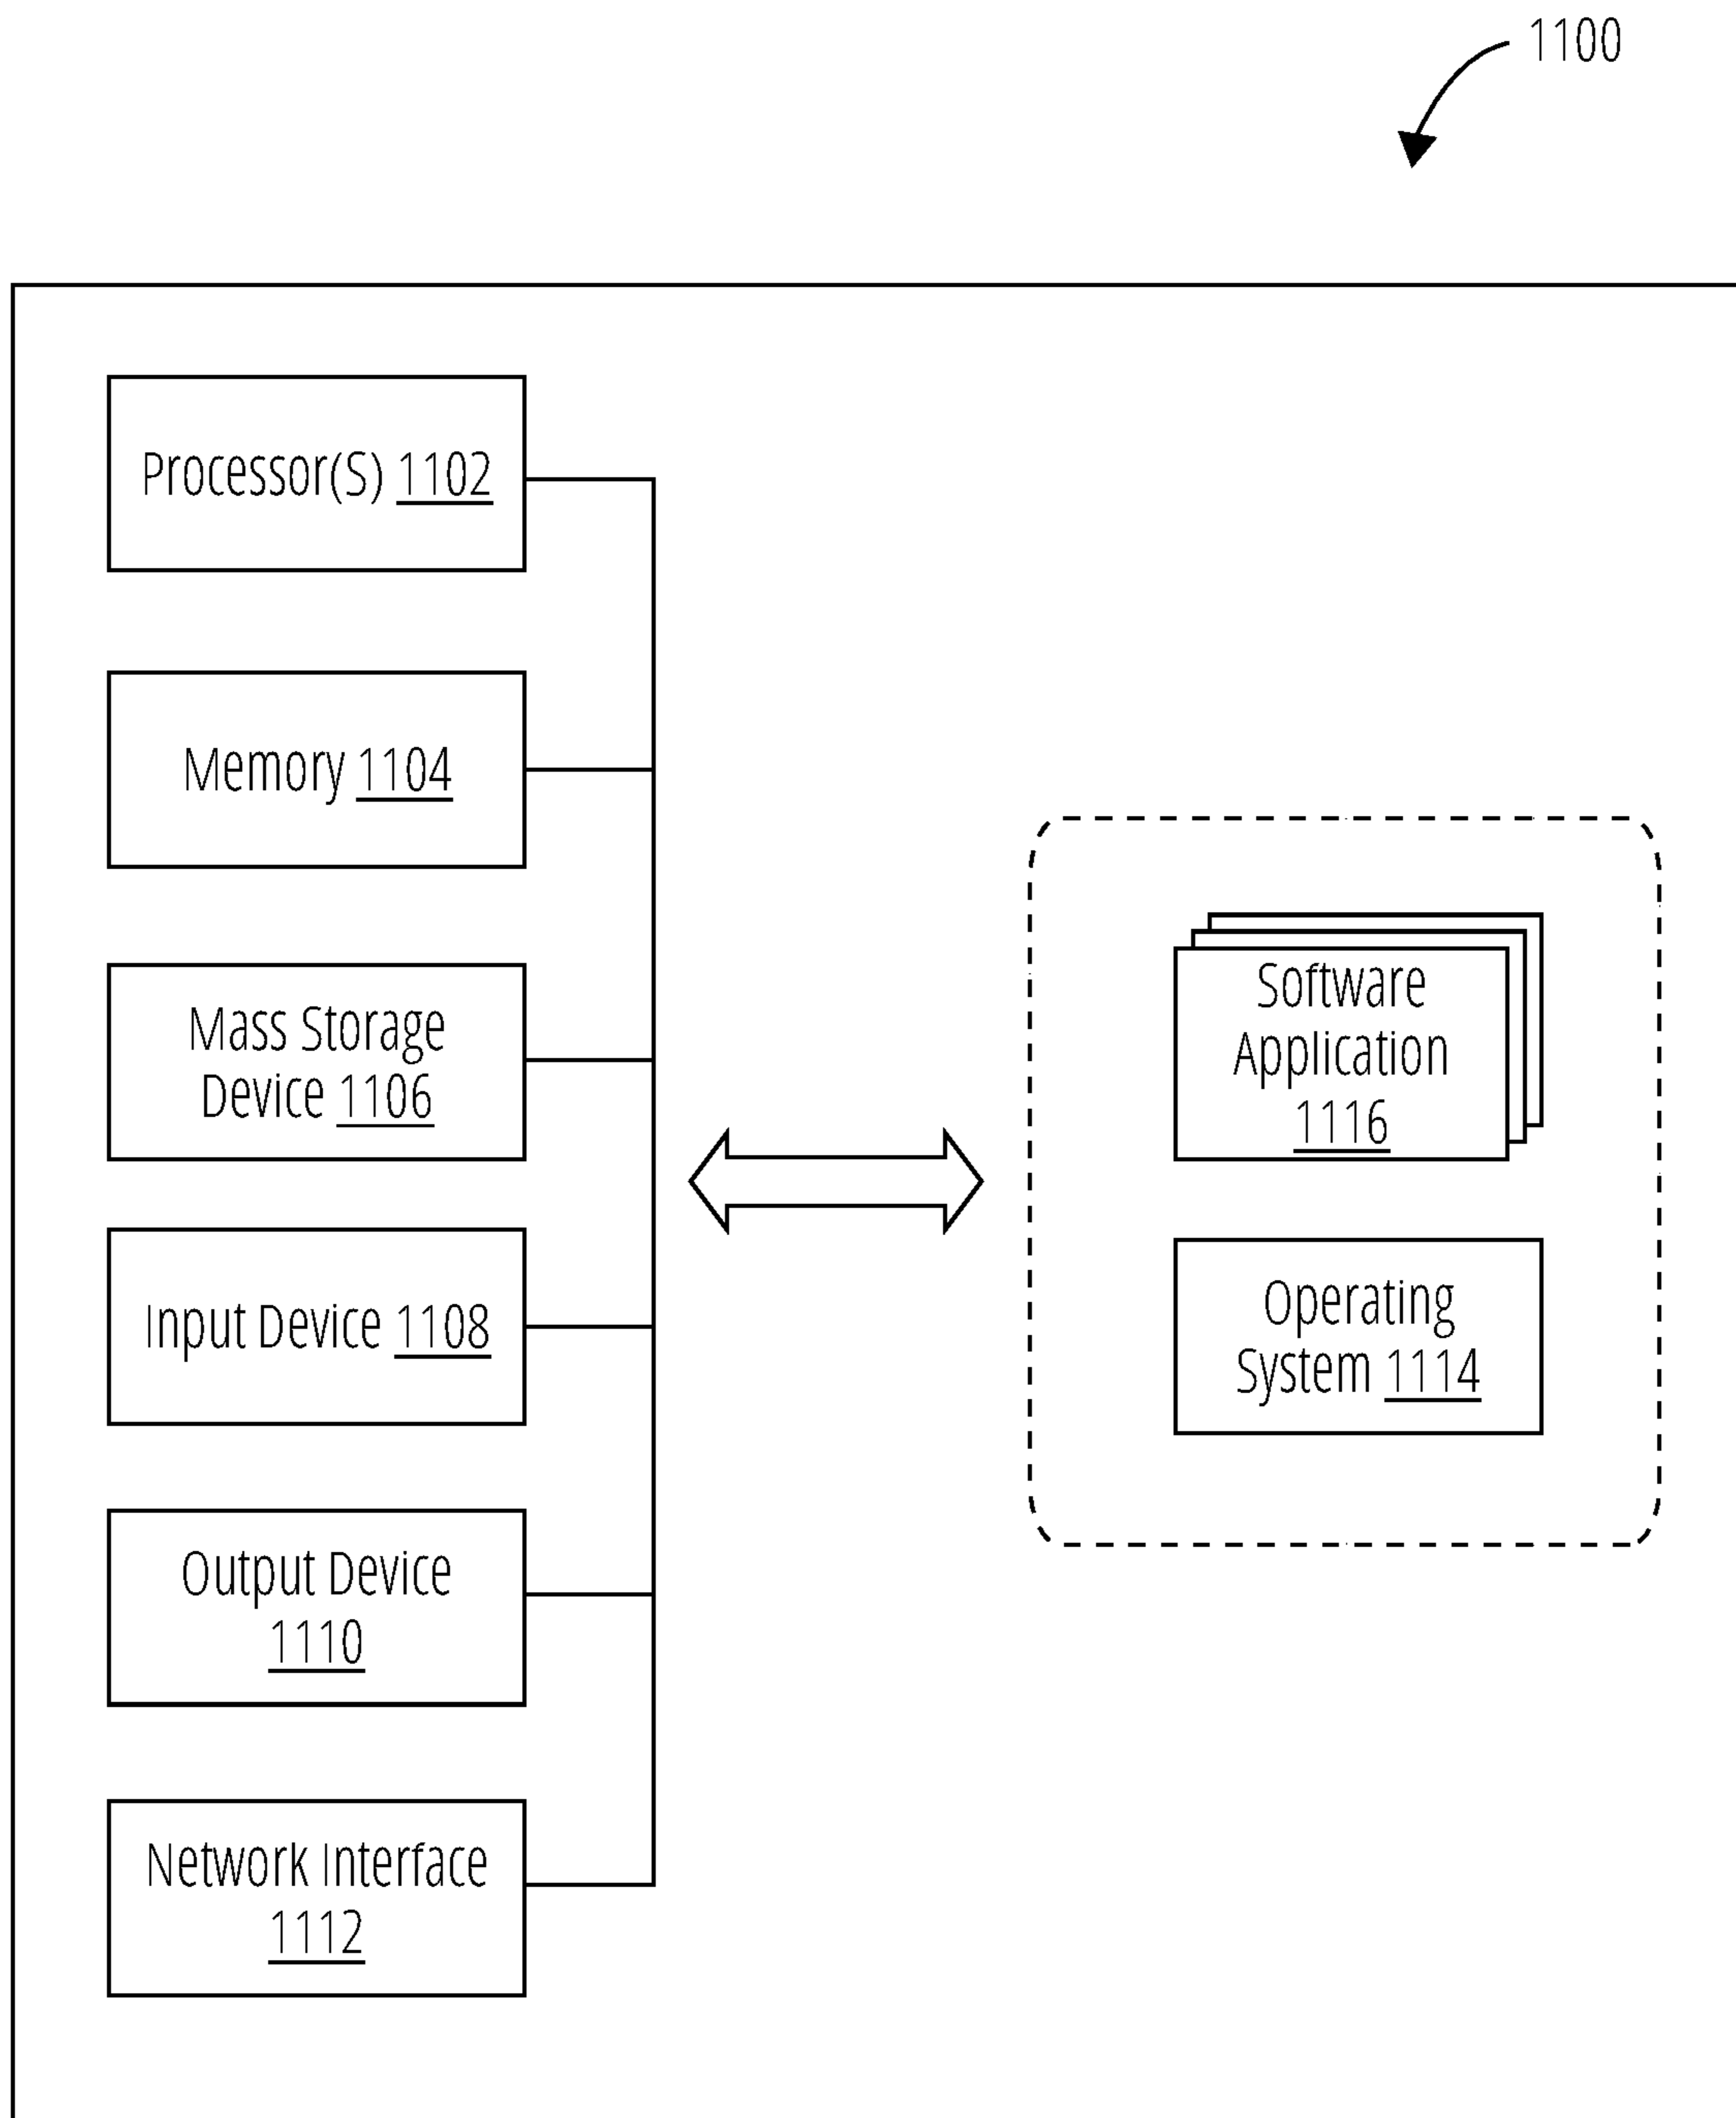 1100
Processor(S) 1102
Memory 1104
Mass Storage
Device 1106
Input Device 1108
Output Device
1110
Network Interface
1112
Software
Application
1116
Operating
System 1114